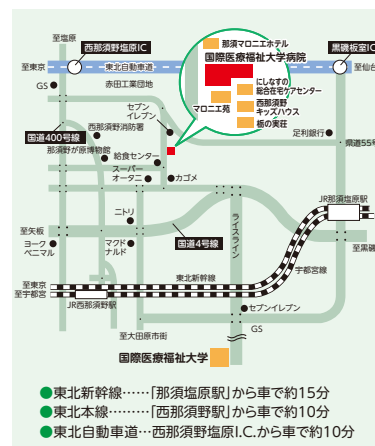 至塩原
西那須野塩原IC
那須マロニエホテル
国際医療福祉大学病院
黒磯板室IC
至東京
東北自動車道
至仙台
GS
赤田工業団地
にしなすの
総合在宅ケアセンター
マロニエ苑
西那須野
キッズハウス
栃の実荘
セブン
イレブン
国道400号線
西那須野消防署
足利銀行
県道55号
那須野が原博物館
給食センター
スーパー
オータニ
カゴメ
JR那須塩原駅
ニトリ
ライスライン
至矢板
国道4号線
ヨーク
ベニマル
マクド
ナルド
至黒磯
宇都宮線
東北新幹線
至東京
至宇都宮
JR西那須野駅
セブンイレブン
至大田原市街
GS
国際医療福祉大学
●東北新幹線……「那須塩原駅」から車で約15分
●東北本線………「西那須野駅」から車で約10分
●東北自動車道…西那須野塩原I.C.から車で約10分